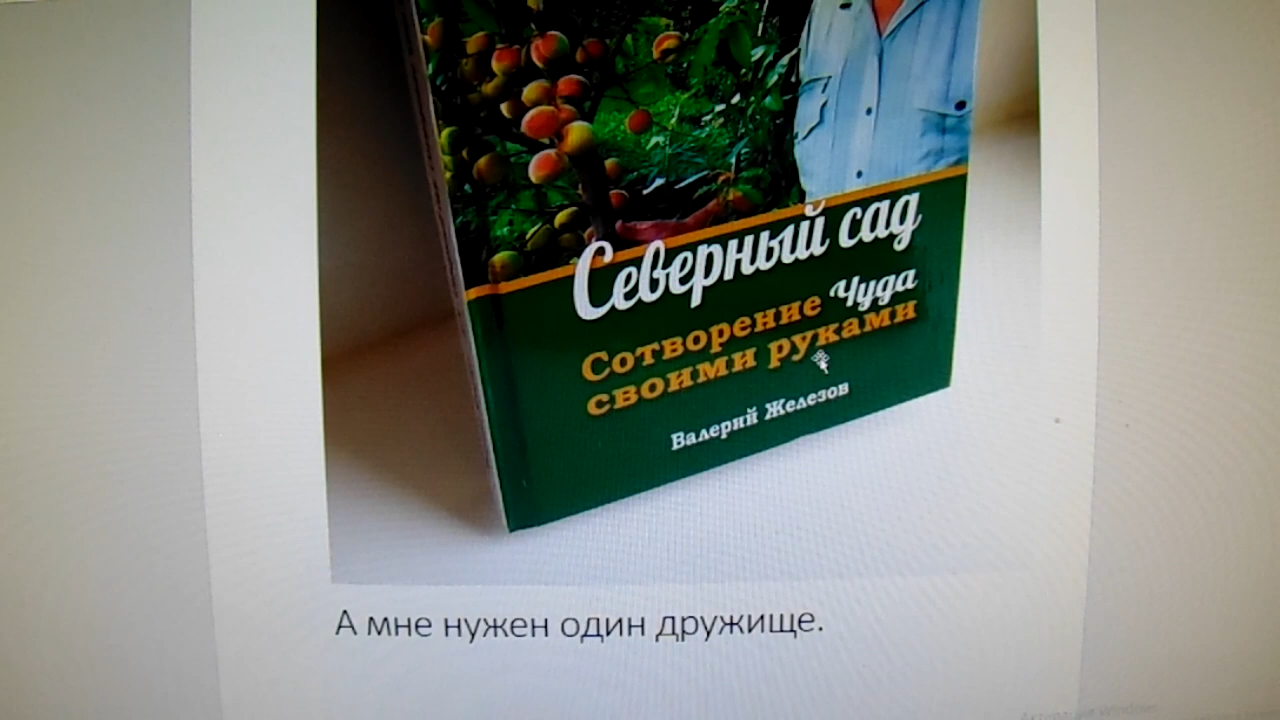 Северный сад
Сотворение Чуда
своими руками
Валерий Железов
А мне нужен один дружище.